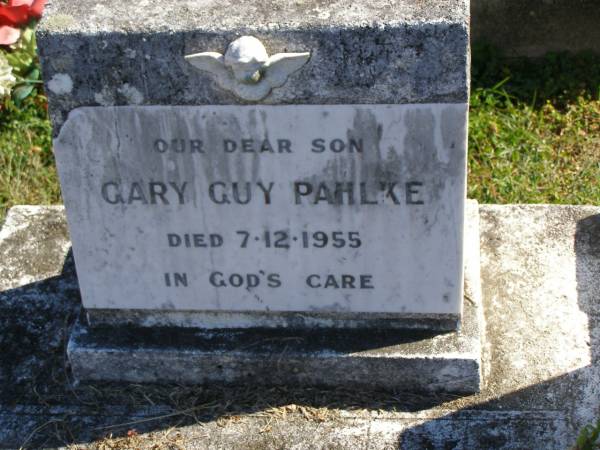 OUR DEAR SON
GARY GUY PAHLKE
DIED 7·12·1955
IN GOD'S CARE